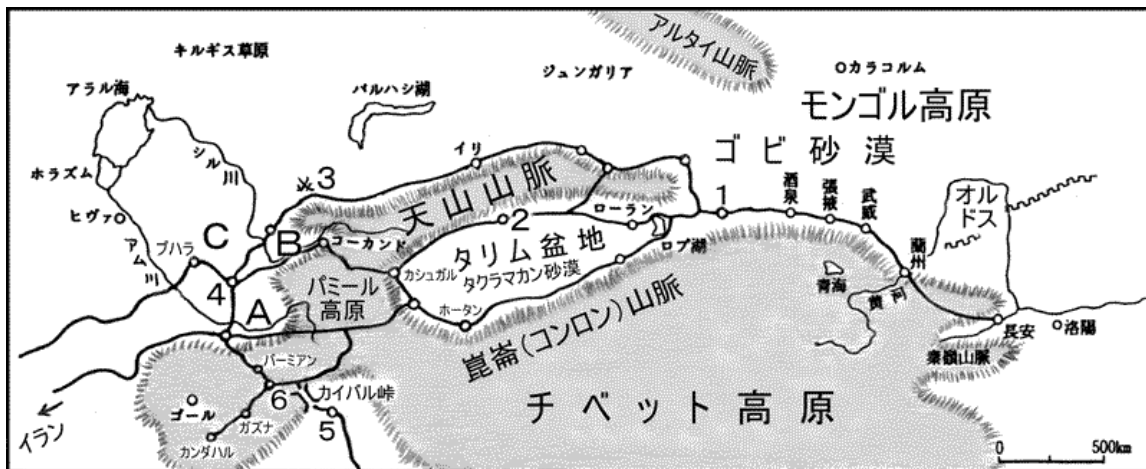 アルタイ山脈
キルギス草原
ジュンガリア
カラコルム
アラル海
バルハシ湖
モンゴル高原
シル川
イリ
ゴビ砂漠
ホラズム
3
天山山脈
酒泉
張掖
武威
オルドス
ヒヴァ
1
ローラン
2
C
B
コーカンド
ブハラ
アム川
タリム盆地
ロプ湖
蘭州
カシュガル
タクラマカン砂漠
4
パミール
高原
青海
黄河
A
ホータン
崑崙(コンロン)山脈
長安
洛陽
秦嶺山脈
バーミアン
カイバル峠
チベット高原
6
ゴール
ガズナ
5
イラン
カンダハル
0 500km